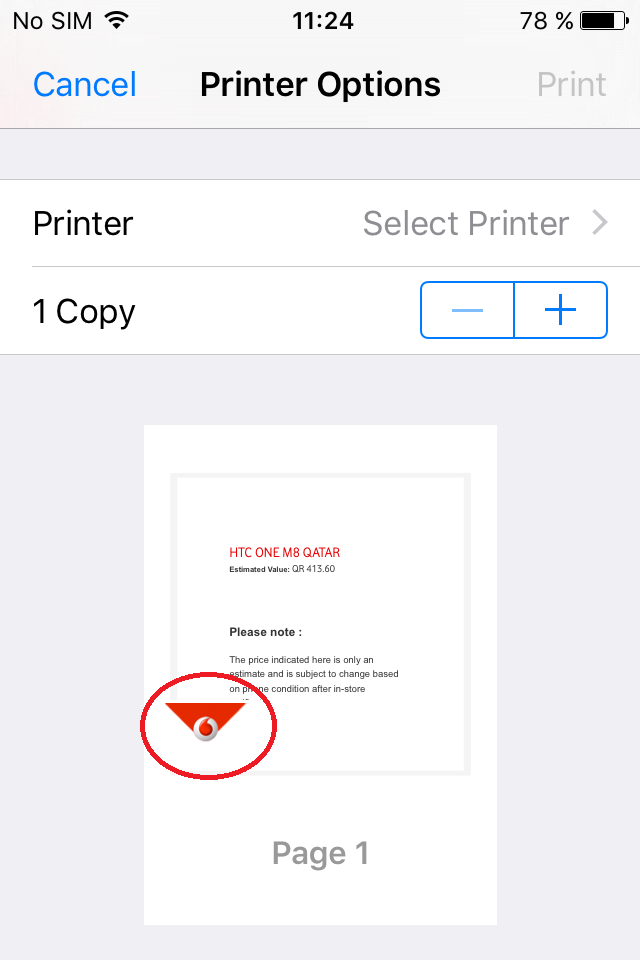 No SIM 11:24 78 %
Cancel Printer Options Print
Printer Select Printer
1 Copy
HTC ONE M8 QATAR
Estimated Value: QR 413.60
Please note :
The price indicated here is only an
estimate and is subject to change based
on phone condition after in-store
Page 1